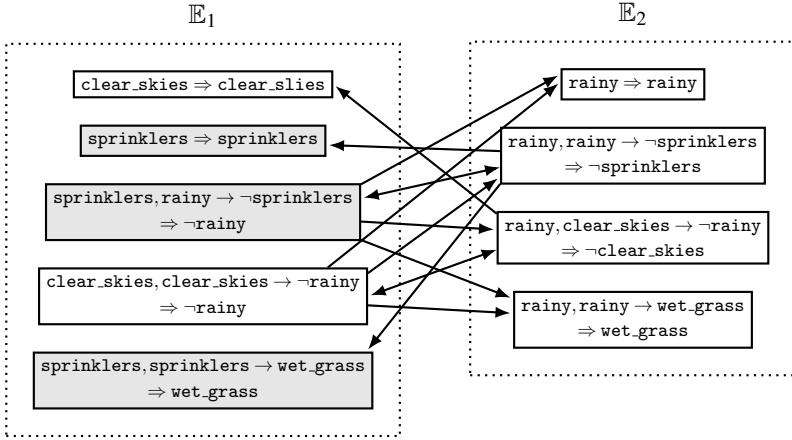 𝔼₁
clear_skies ⇒ clear_slies
sprinklers ⇒ sprinklers
sprinklers, rainy → ¬sprinklers
⇒ ¬rainy
clear_skies, clear_skies → ¬rainy
⇒ ¬rainy
sprinklers, sprinklers → wet_grass
⇒ wet_grass
𝔼₂
rainy ⇒ rainy
rainy, rainy → ¬sprinklers
⇒ ¬sprinklers
rainy, clear_skies → ¬rainy
⇒ ¬clear_skies
rainy, rainy → wet_grass
⇒ wet_grass